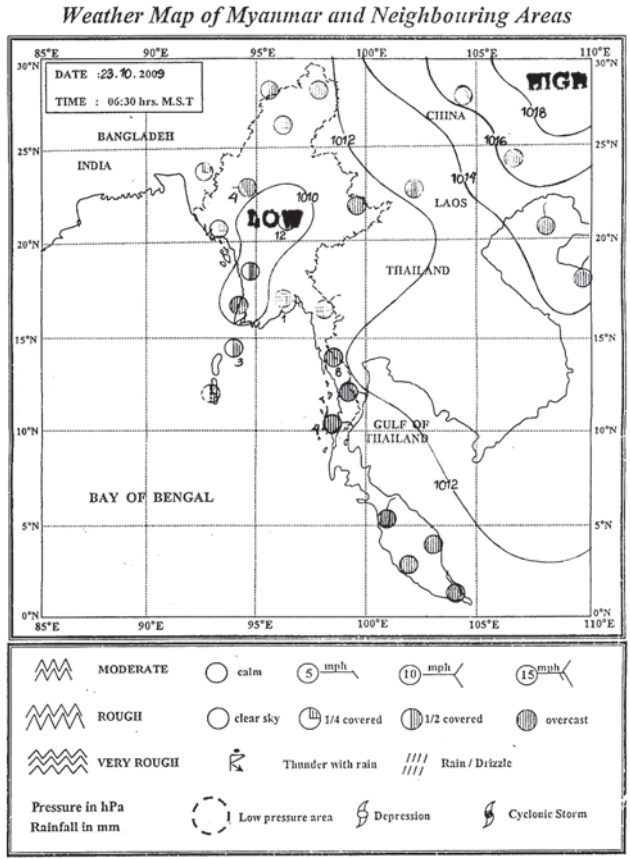 Weather Map of Myanmar and Neighbouring Areas
85°E 90°E 95°E 100°E 105°E 110°E
30°N 30°N
DATE : 23.10.2009
TIME : 06:30 hrs. M.S.T
HIGH
1018
CHINA
BANGLADESH
1012
1016
25°N 25°N
INDIA
1014
4
1010
LAOS
LOW
12
20°N 20°N
THAILAND
1
15°N 15°N
3
8
4
GULF OF
THAILAND
10°N 10°N
1012
BAY OF BENGAL
5°N 5°N
0°N 0°N
85°E 90°E 95°E 100°E 105°E 110°E
MODERATE calm 5 mph 10 mph 15 mph
ROUGH clear sky 1/4 covered 1/2 covered overcast
VERY ROUGH Thunder with rain Rain / Drizzle
Pressure in hPa
Rainfall in mm
Low pressure area Depression Cyclonic Storm